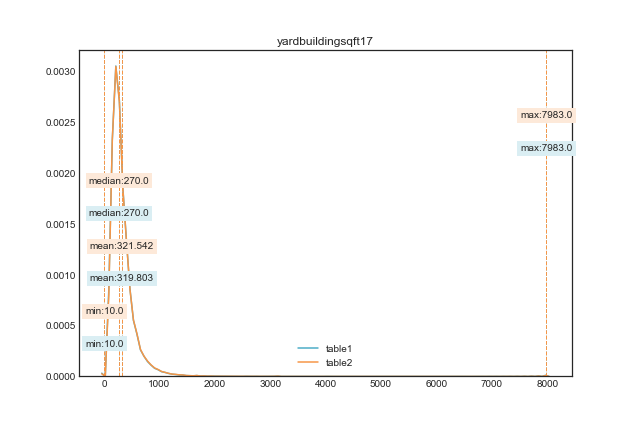 yardbuildingsqft17
0.0030
0.0025
0.0020
0.0015
0.0010
0.0005
0.0000
max:7983.0
max:7983.0
median:270.0
median:270.0
mean:321.542
mean:319.803
min:10.0
min:10.0
table1
table2
0 1000 2000 3000 4000 5000 6000 7000 8000